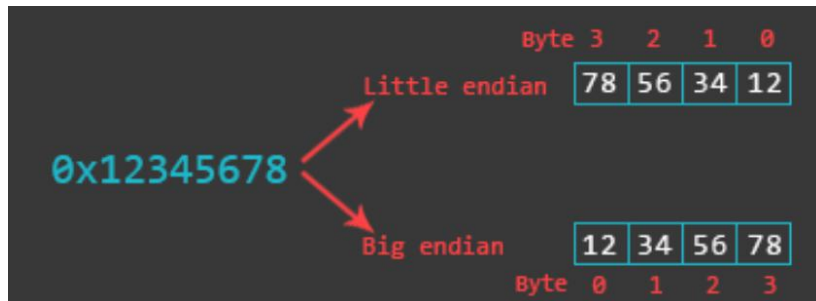 Byte 3 2 1 0
Little endian 78 56 34 12
0x12345678
Big endian 12 34 56 78
Byte 0 1 2 3